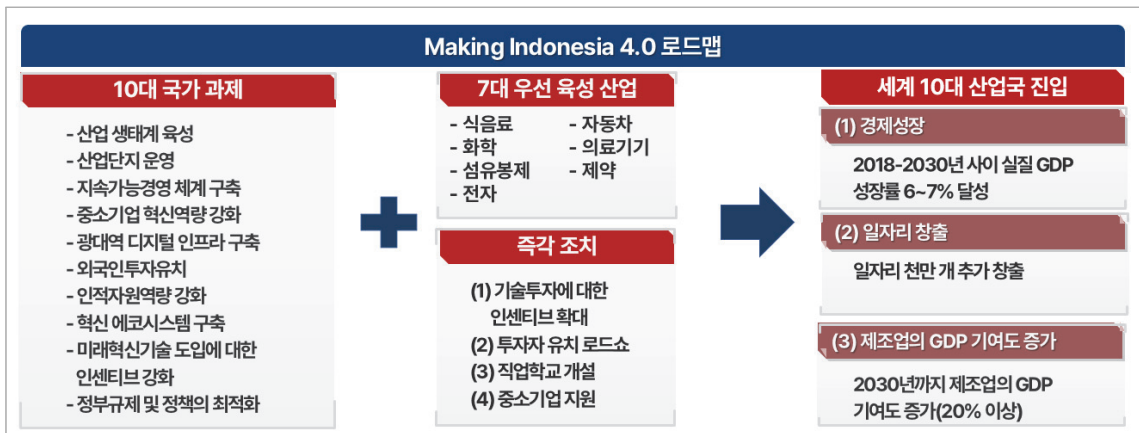 Making Indonesia 4.0 로드맵
10대 국가 과제
- 산업 생태계 육성
- 산업단지 운영
- 지속가능경영 체계 구축
- 중소기업 혁신역량 강화
- 광대역 디지털 인프라 구축
- 외국인투자유치
- 인적자원역량 강화
- 혁신 에코시스템 구축
- 미래혁신기술 도입에 대한
인센티브 강화
- 정부규제 및 정책의 최적화
7대 우선 육성 산업
- 식음료
- 화학
- 섬유봉제
- 전자
- 자동차
- 의료기기
- 제약
즉각 조치
(1) 기술투자에 대한
인센티브 확대
(2) 투자자 유치 로드쇼
(3) 직업학교 개설
(4) 중소기업 지원
세계 10대 산업국 진입
(1) 경제성장
2018-2030년 사이 실질 GDP
성장률 6~7% 달성
(2) 일자리 창출
일자리 천만 개 추가 창출
(3) 제조업의 GDP 기여도 증가
2030년까지 제조업의 GDP
기여도 증가(20% 이상)